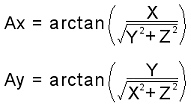 Ax = arctan(X/√(Y²+Z²))
Ay = arctan(Y/√(X²+Z²))